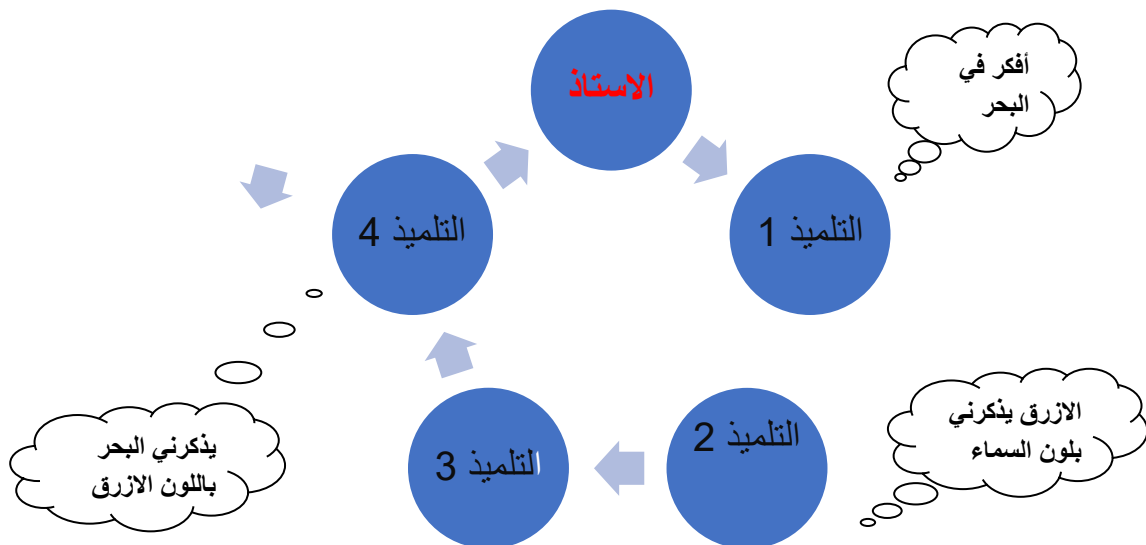 الاستاذ
أفكر في
البحر
التلميذ 1
التلميذ 4
الازرق يذكرني
بلون السماء
التلميذ 2
التلميذ 3
يذكرني البحر
باللون الازرق